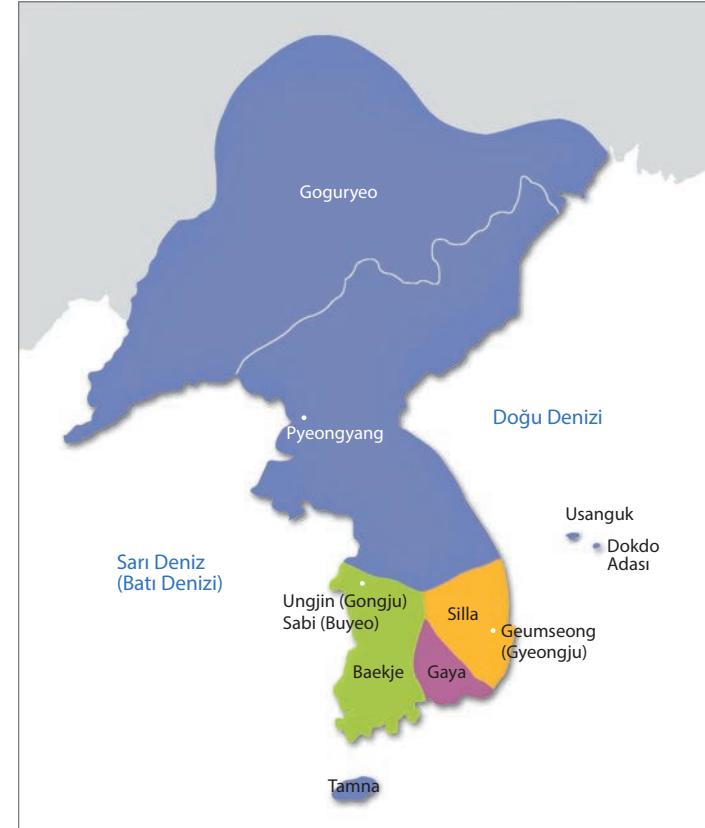 Goguryeo
Pyeongyang
Doğu Denizi
Usanguk
Dokdo
Adası
Sarı Deniz
(Batı Denizi)
Ungjin (Gongju)
Sabi (Buyeo)
Silla
Geumseong
(Gyeongju)
Baekje
Gaya
Tamna